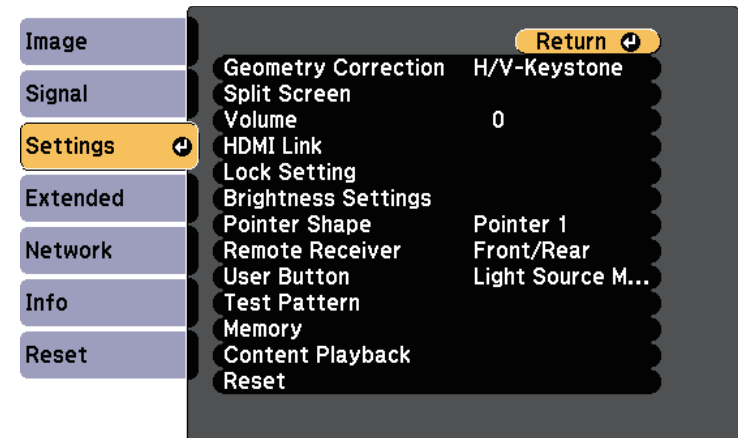 Image
Signal
Settings
Extended
Network
Info
Reset
Return
Geometry Correction H/V-Keystone
Split Screen
Volume 0
HDMI Link
Lock Setting
Brightness Settings
Pointer Shape Pointer 1
Remote Receiver Front/Rear
User Button Light Source M...
Test Pattern
Memory
Content Playback
Reset